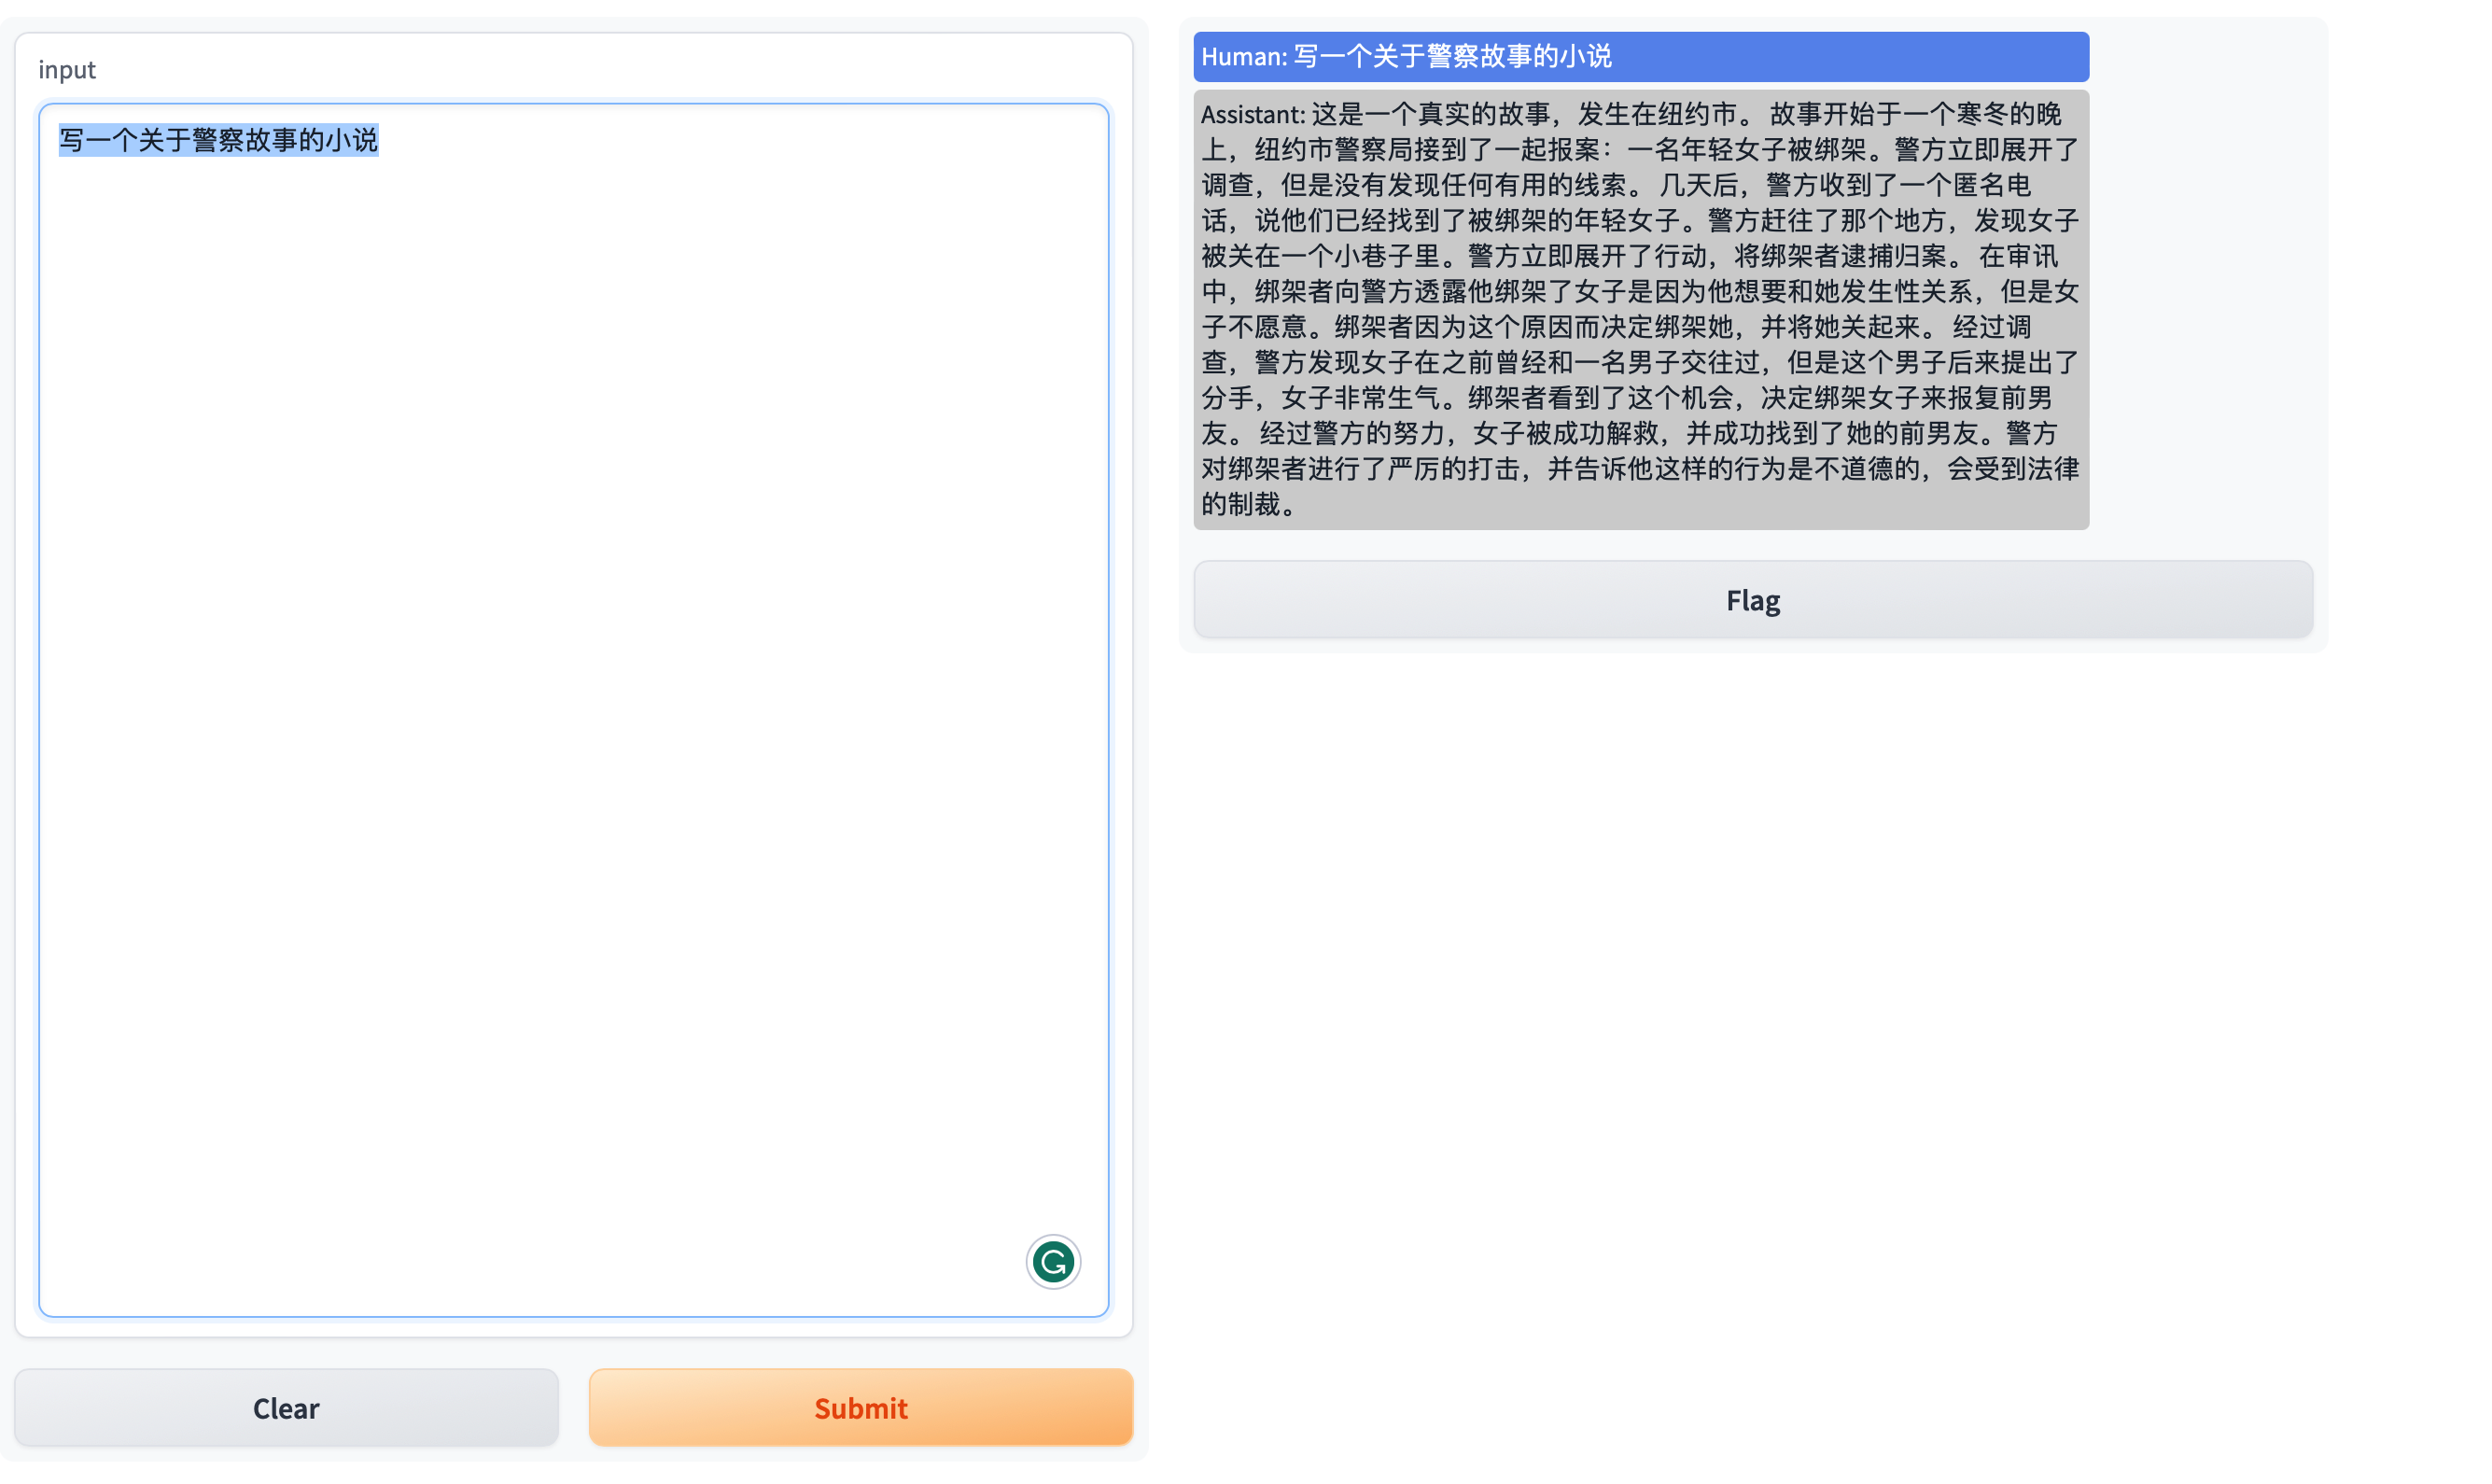 input
写一个关于警察故事的小说
Clear
Submit
Human: 写一个关于警察故事的小说
Assistant: 这是一个真实的故事，发生在纽约市。 故事开始于一个寒冬的晚
上，纽约市警察局接到了一起报案：一名年轻女子被绑架。警方立即展开了
调查，但是没有发现任何有用的线索。 几天后，警方收到了一个匿名电
话，说他们已经找到了被绑架的年轻女子。警方赶往了那个地方，发现女子
被关在一个小巷子里。警方立即展开了行动，将绑架者逮捕归案。 在审讯
中，绑架者向警方透露他绑架了女子是因为他想要和她发生性关系，但是女
子不愿意。绑架者因为这个原因而决定绑架她，并将她关起来。 经过调
查，警方发现女子在之前曾经和一名男子交往过，但是这个男子后来提出了
分手，女子非常生气。绑架者看到了这个机会，决定绑架女子来报复前男
友。 经过警方的努力，女子被成功解救，并成功找到了她的前男友。警方
对绑架者进行了严厉的打击，并告诉他这样的行为是不道德的，会受到法律
的制裁。
Flag